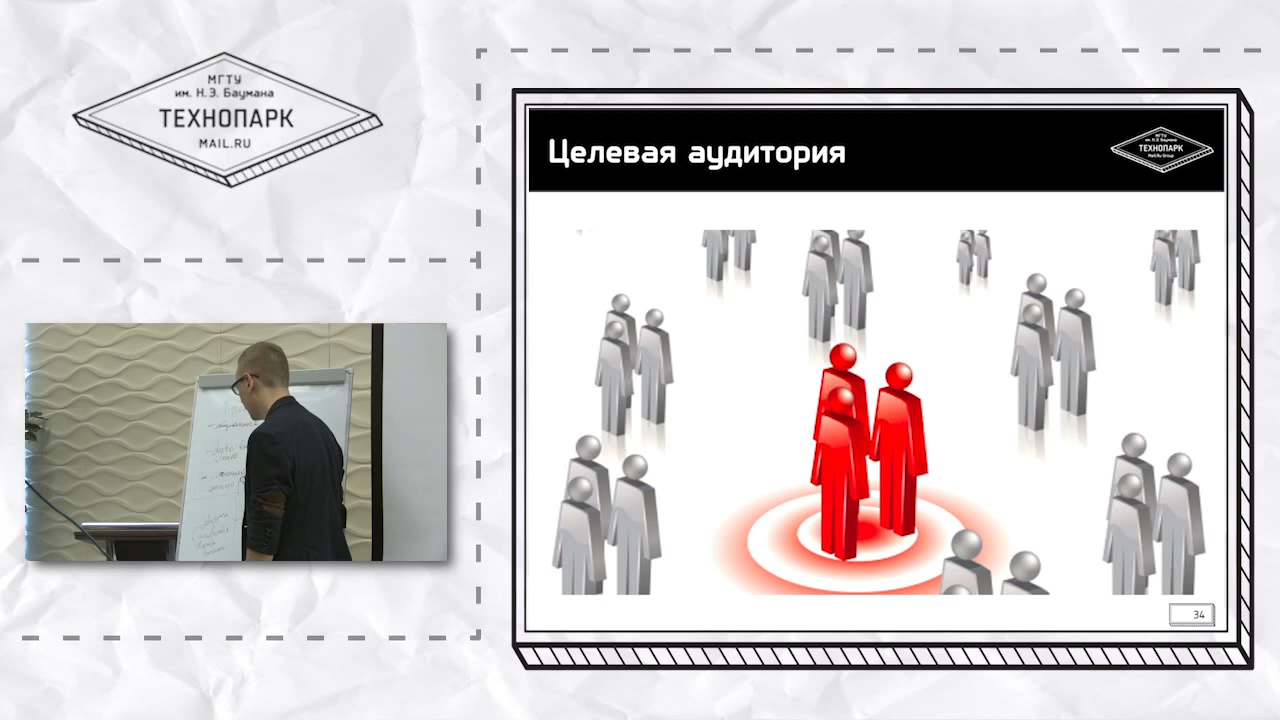 МГТУ
им. Н.Э. Баумана
ТЕХНОПАРК
MAIL.RU
Целевая аудитория
МГТУ
им. Н.Э. Баумана
ТЕХНОПАРК
Mail.Ru Group
34